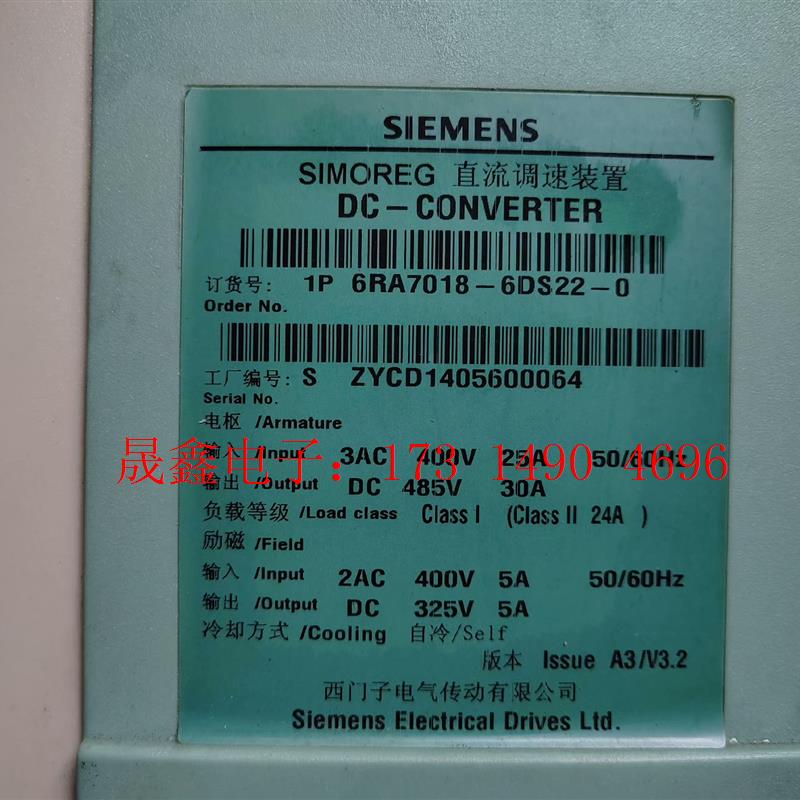 SIEMENS
SIMOREG 直流调速装置
DC-CONVERTER
订货号: 1P 6RA7018-6DS22-0
Order No.
工厂编号: S ZYCD1405600064
Serial No.
电枢 /Armature
输入 /Input 3AC 400V 25A 50/60Hz
晟鑫电子：173 1490 4696
输出 /Output DC 485V 30A
负载等级 /Load class Class I (Class II 24A )
励磁 /Field
输入 /Input 2AC 400V 5A 50/60Hz
输出 /Output DC 325V 5A
冷却方式 /Cooling 自冷/Self
版本 Issue A3/V3.2
西门子电气传动有限公司
Siemens Electrical Drives Ltd.